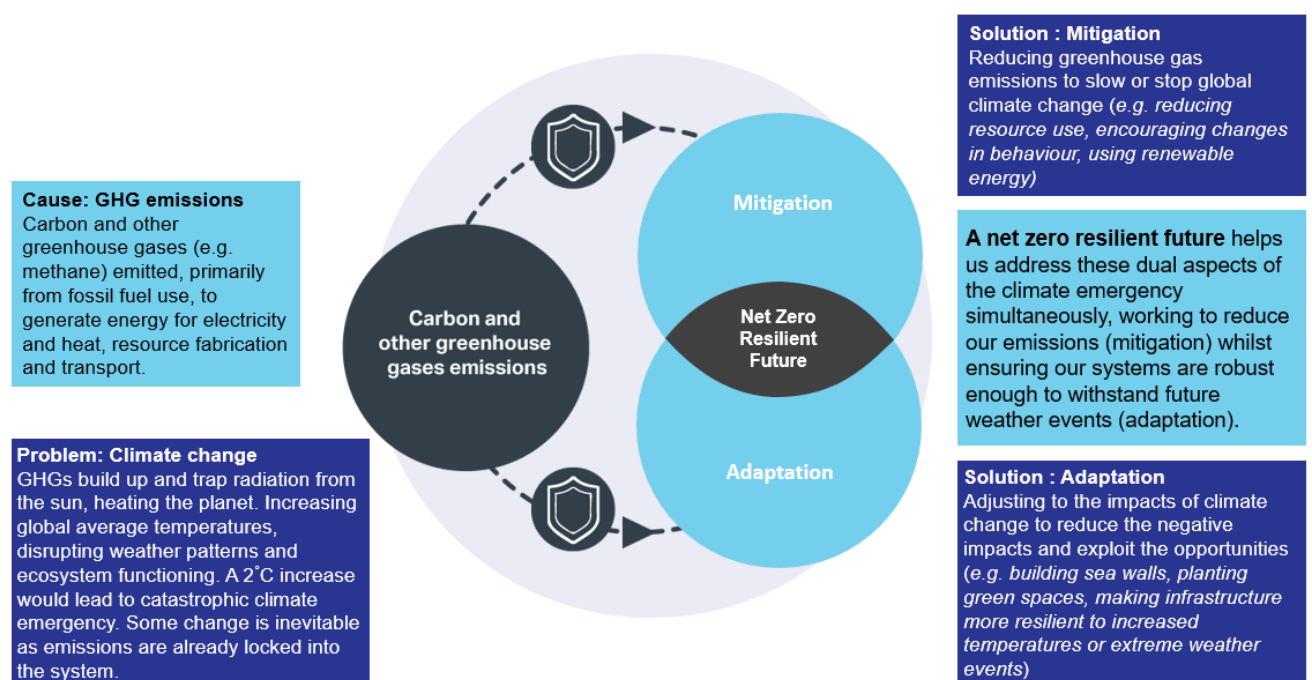 Cause: GHG emissions
Carbon and other
greenhouse gases (e.g.
methane) emitted, primarily
from fossil fuel use, to
generate energy for electricity
and heat, resource fabrication
and transport.
Problem: Climate change
GHGs build up and trap radiation from
the sun, heating the planet. Increasing
global average temperatures,
disrupting weather patterns and
ecosystem functioning. A 2°C increase
would lead to catastrophic climate
emergency. Some change is inevitable
as emissions are already locked into
the system.
Carbon and
other greenhouse
gases emissions
Mitigation
Net Zero
Resilient
Future
Adaptation
Solution : Mitigation
Reducing greenhouse gas
emissions to slow or stop global
climate change (e.g. reducing
resource use, encouraging changes
in behaviour, using renewable
energy)
A net zero resilient future helps
us address these dual aspects of
the climate emergency
simultaneously, working to reduce
our emissions (mitigation) whilst
ensuring our systems are robust
enough to withstand future
weather events (adaptation).
Solution : Adaptation
Adjusting to the impacts of climate
change to reduce the negative
impacts and exploit the opportunities
(e.g. building sea walls, planting
green spaces, making infrastructure
more resilient to increased
temperatures or extreme weather
events)